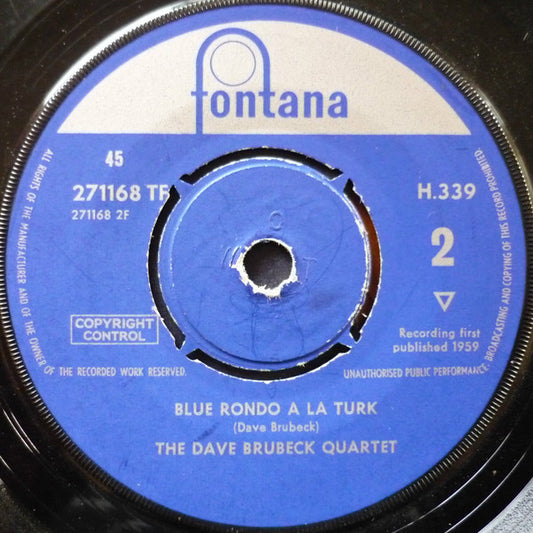 fontana
45
271168 TF
271168 2F
H.339
2
COPYRIGHT
CONTROL
Recording first
published 1959
BLUE RONDO A LA TURK
(Dave Brubeck)
THE DAVE BRUBECK QUARTET
ALL RIGHTS OF THE MANUFACTURER AND OF THE OWNER OF THE RECORDED WORK RESERVED.
UNAUTHORISED PUBLIC PERFORMANCE, BROADCASTING AND COPYING OF THIS RECORD PROHIBITED.